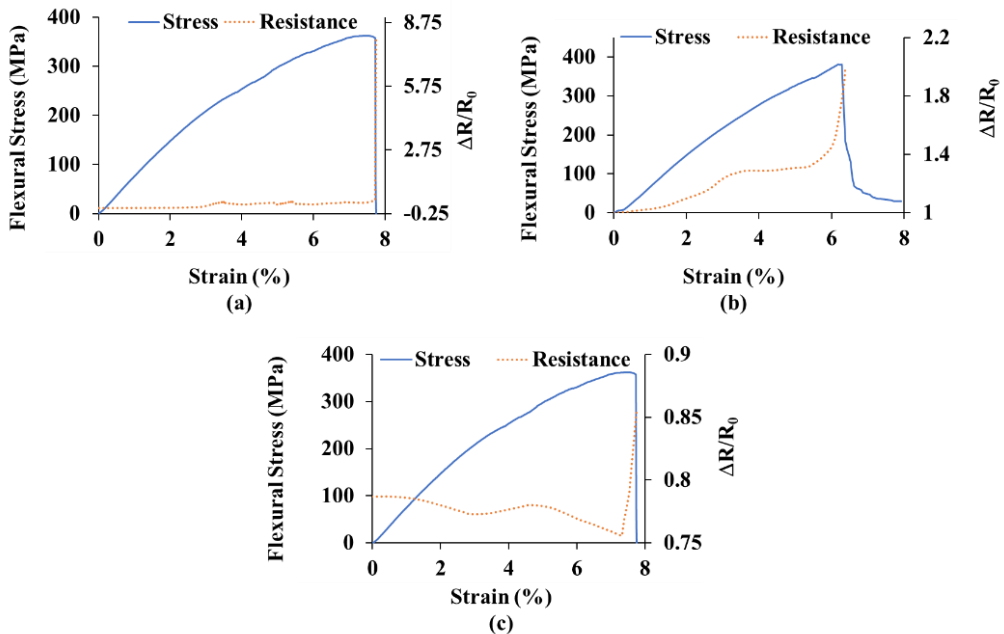 Stress Resistance
Flexural Stress (MPa)
400
300
200
100
0
8.75
5.75
2.75
-0.25
ΔR/R0
0 2 4 6 8
Strain (%)
(a)
Stress Resistance
Flexural Stress (MPa)
400
300
200
100
0
2.2
1.8
1.4
1
ΔR/R0
0 2 4 6 8
Strain (%)
(b)
Stress Resistance
Flexural Stress (MPa)
400
300
200
100
0
0.9
0.85
0.8
0.75
ΔR/R0
0 2 4 6 8
Strain (%)
(c)